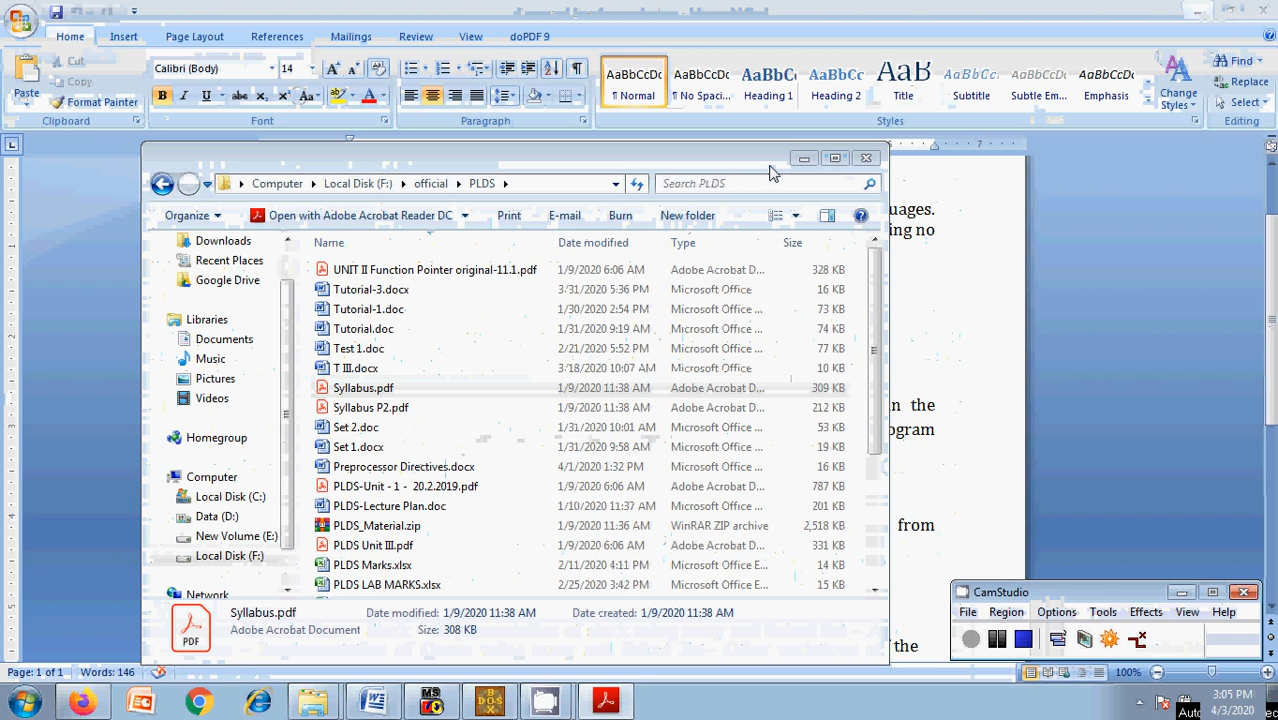 Home Insert Page Layout References Mailings Review View doPDF 9
Cut
Calibri (Body) 14
AaBbCcDc AaBbCcDc AaBbC AaBbCc AaB AaBbCcL AaBbCcDc AaBbCcDc
Find
Copy
Replace
Paste
Format Painter
¶ Normal ¶ No Spaci... Heading 1 Heading 2 Title Subtitle Subtle Em... Emphasis
Change Styles
Select
Clipboard Font Paragraph Styles Editing
Computer Local Disk (F:) official PLDS Search PLDS
Organize Open with Adobe Acrobat Reader DC Print E-mail Burn New folder
uages.
ing no
Downloads
Recent Places
Google Drive
Libraries
Documents
Music
Pictures
Videos
Homegroup
Computer
Local Disk (C:)
Data (D:)
New Volume (E:)
Local Disk (F:)
Network
Name Date modified Type Size
UNIT II Function Pointer original-11.1.pdf 1/9/2020 6:06 AM Adobe Acrobat D... 328 KB
Tutorial-3.docx 3/31/2020 5:36 PM Microsoft Office 16 KB
Tutorial-1.doc 1/30/2020 2:54 PM Microsoft Office ... 73 KB
Tutorial.doc 1/31/2020 9:19 AM Microsoft Office ... 74 KB
Test 1.doc 2/21/2020 5:52 PM Microsoft Office ... 77 KB
T III.docx 3/18/2020 10:07 AM Microsoft Office ... 10 KB
Syllabus.pdf 1/9/2020 11:38 AM Adobe Acrobat D... 309 KB
Syllabus P2.pdf 1/9/2020 11:38 AM Adobe Acrobat D... 212 KB
Set 2.doc 1/31/2020 10:01 AM Microsoft Office ... 53 KB
Set 1.docx 1/31/2020 9:58 AM Microsoft Office ... 19 KB
Preprocessor Directives.docx 4/1/2020 1:32 PM Microsoft Office ... 16 KB
PLDS-Unit - 1 - 20.2.2019.pdf 1/9/2020 6:06 AM Adobe Acrobat D... 787 KB
PLDS-Lecture Plan.doc 1/10/2020 11:37 AM Microsoft Office ... 201 KB
PLDS_Material.zip 1/9/2020 11:36 AM WinRAR ZIP archive 2,518 KB
PLDS Unit III.pdf 1/9/2020 6:06 AM Adobe Acrobat D... 331 KB
PLDS Marks.xlsx 2/11/2020 4:11 PM Microsoft Office E... 14 KB
PLDS LAB MARKS.xlsx 2/25/2020 3:42 PM Microsoft Office E... 15 KB
n the
ogram
from
f the
Syllabus.pdf Date modified: 1/9/2020 11:38 AM Date created: 1/9/2020 11:38 AM
Adobe Acrobat Document Size: 308 KB
PDF
CamStudio
File Region Options Tools Effects View Help
Page: 1 of 1 Words: 146 100%
3:05 PM
4/3/2020